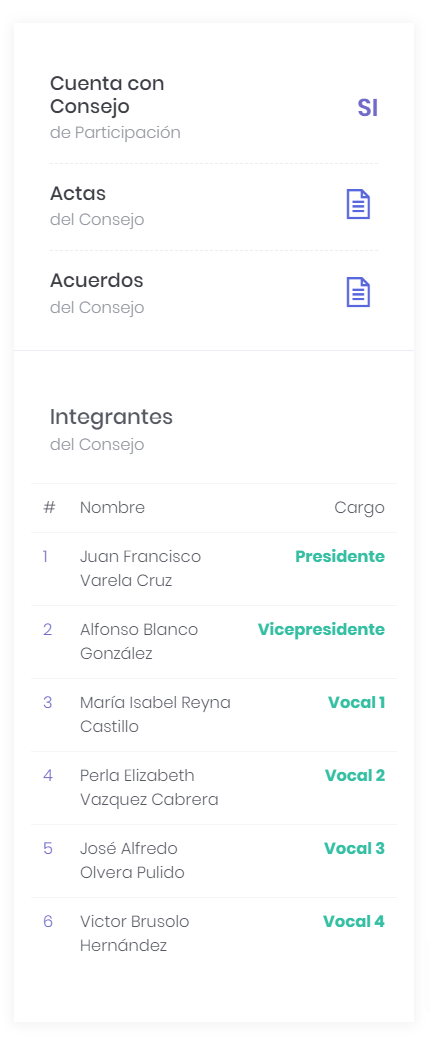 Cuenta con
Consejo
SI
de Participación
Actas
del Consejo
Acuerdos
del Consejo
Integrantes
del Consejo
# Nombre Cargo
1 Juan Francisco Presidente
Varela Cruz
2 Alfonso Blanco Vicepresidente
González
3 María Isabel Reyna Vocal 1
Castillo
4 Perla Elizabeth Vocal 2
Vazquez Cabrera
5 José Alfredo Vocal 3
Olvera Pulido
6 Victor Brusolo Vocal 4
Hernández